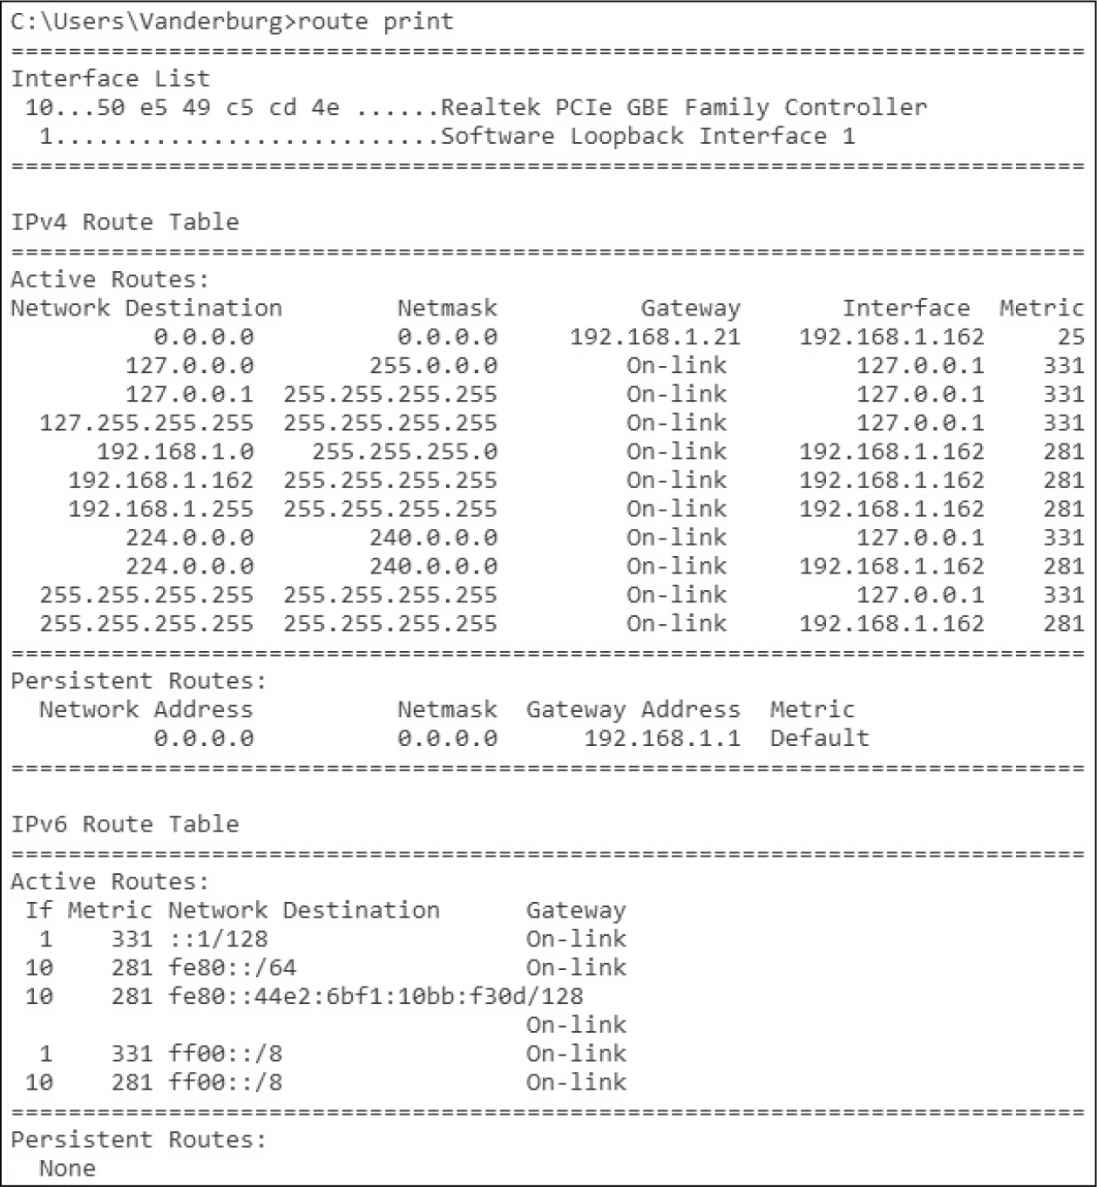 C:\Users\Vanderburg>route print
===========================================================================
Interface List
 10...50 e5 49 c5 cd 4e ......Realtek PCIe GBE Family Controller
  1...........................Software Loopback Interface 1
===========================================================================

IPv4 Route Table
===========================================================================
Active Routes:
Network Destination        Netmask          Gateway       Interface  Metric
          0.0.0.0          0.0.0.0     192.168.1.21    192.168.1.162     25
        127.0.0.0        255.0.0.0         On-link         127.0.0.1    331
        127.0.0.1  255.255.255.255         On-link         127.0.0.1    331
  127.255.255.255  255.255.255.255         On-link         127.0.0.1    331
      192.168.1.0    255.255.255.0         On-link     192.168.1.162    281
    192.168.1.162  255.255.255.255         On-link     192.168.1.162    281
    192.168.1.255  255.255.255.255         On-link     192.168.1.162    281
        224.0.0.0        240.0.0.0         On-link         127.0.0.1    331
        224.0.0.0        240.0.0.0         On-link     192.168.1.162    281
  255.255.255.255  255.255.255.255         On-link         127.0.0.1    331
  255.255.255.255  255.255.255.255         On-link     192.168.1.162    281
===========================================================================
Persistent Routes:
  Network Address          Netmask  Gateway Address  Metric
          0.0.0.0          0.0.0.0      192.168.1.1  Default
===========================================================================

IPv6 Route Table
===========================================================================
Active Routes:
 If Metric Network Destination      Gateway
  1    331 ::1/128                  On-link
 10    281 fe80::/64                On-link
 10    281 fe80::44e2:6bf1:10bb:f30d/128
                                    On-link
  1    331 ff00::/8                 On-link
 10    281 ff00::/8                 On-link
===========================================================================
Persistent Routes:
  None